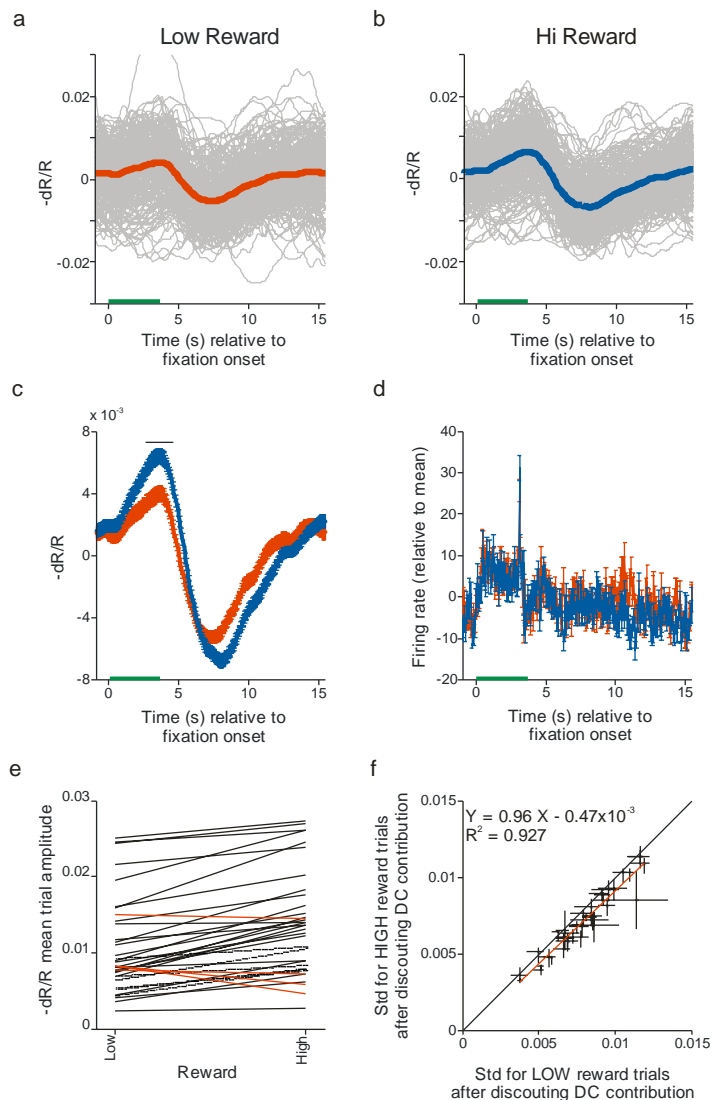 a
b
Low Reward
Hi Reward
0.02
0
-0.02
-dR/R
0
5
10
15
Time (s) relative to
fixation onset
0.02
0
-0.02
-dR/R
0
5
10
15
Time (s) relative to
fixation onset
c
d
x 10-3
8
4
0
-4
-8
-dR/R
0
5
10
15
Time (s) relative to
fixation onset
40
30
20
10
0
-10
-20
Firing rate (relative to mean)
0
5
10
15
Time (s) relative to
fixation onset
e
f
0.03
0.02
0.01
0
-dR/R mean trial amplitude
Low
High
Reward
0.015
0.010
0.005
0
Std for HIGH reward trials
after discouting DC contribution
Y = 0.96 X - 0.47x10-3
R2 = 0.927
0
0.005
0.010
0.015
Std for LOW reward trials
after discouting DC contribution